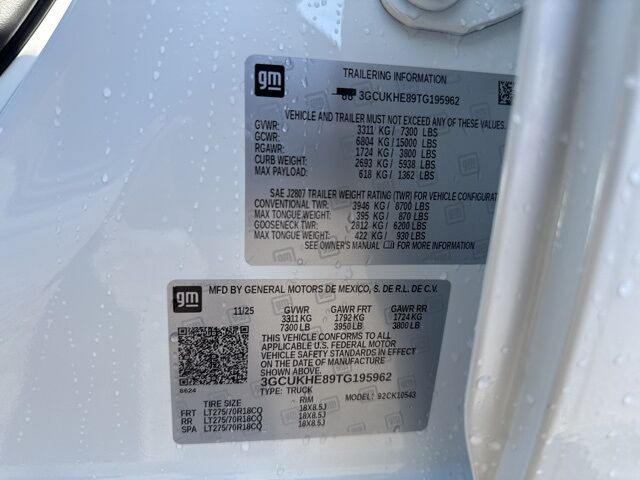 gm
TRAILERING INFORMATION
3GCUKHE89TG195962
VEHICLE AND TRAILER MUST NOT EXCEED ANY OF THESE VALUES.
GVWR: 3311 KG / 7300 LBS
GCWR: 6804 KG / 15000 LBS
RGAWR: 1724 KG / 3800 LBS
CURB WEIGHT: 2693 KG / 5938 LBS
MAX PAYLOAD: 618 KG / 1362 LBS
SAE J2807 TRAILER WEIGHT RATING (TWR) FOR VEHICLE CONFIGURAT
CONVENTIONAL TWR: 3946 KG / 8700 LBS
MAX TONGUE WEIGHT: 395 KG / 870 LBS
GOOSENECK TWR: 2812 KG / 6200 LBS
MAX TONGUE WEIGHT: 422 KG / 930 LBS
SEE OWNER'S MANUAL FOR MORE INFORMATION
gm
MFD BY GENERAL MOTORS DE MEXICO, S. DE R.L. DE C.V.
11/25 GVWR GAWR FRT GAWR RR
3311 KG 1792 KG 1724 KG
7300 LB 3950 LB 3800 LB
THIS VEHICLE CONFORMS TO ALL
APPLICABLE U.S. FEDERAL MOTOR
VEHICLE SAFETY STANDARDS IN EFFECT
ON THE DATE OF MANUFACTURE
SHOWN ABOVE.
3GCUKHE89TG195962
8624
TYPE: TRUCK MODEL: 92CK10543
TIRE SIZE RIM
FRT LT275/70R18CQ 18X8.5J
RR LT275/70R18CQ 18X8.5J
SPA LT275/70R18CQ 18X8.5J